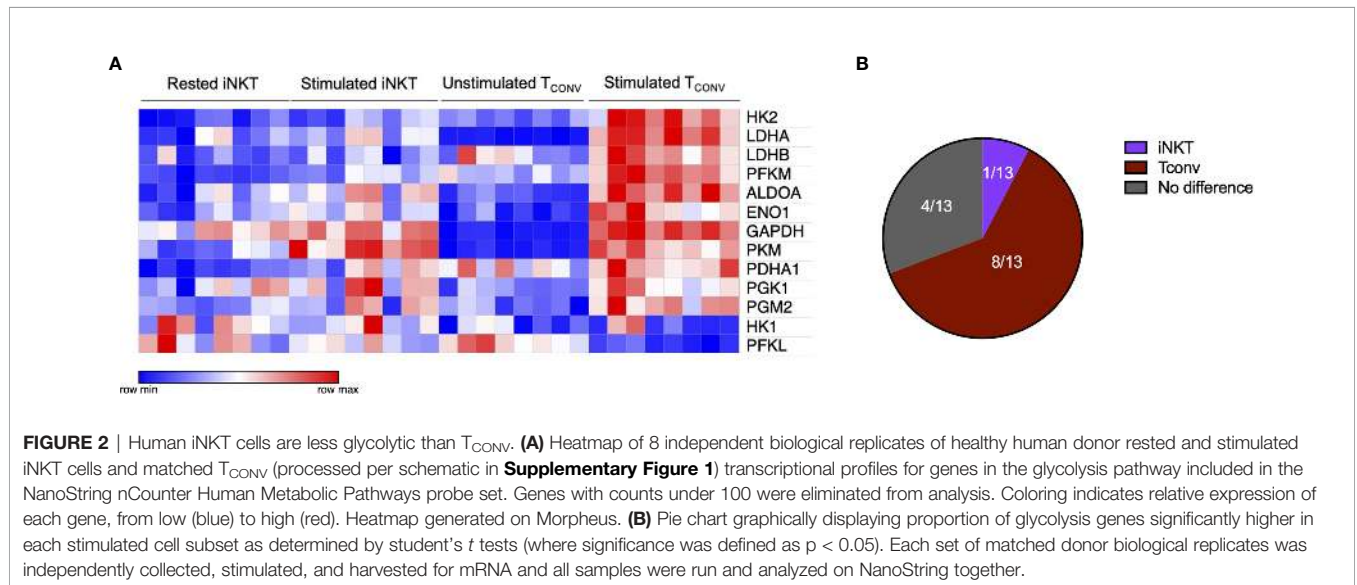 A
B
Rested iNKT Stimulated iNKT Unstimulated TCONV Stimulated TCONV
HK2
LDHA
LDHB
PFKM
ALDOA
ENO1
GAPDH
PKM
PDHA1
PGK1
PGM2
HK1
PFKL
row min row max
1/13
4/13
8/13
iNKT
Tconv
No difference
FIGURE 2 | Human iNKT cells are less glycolytic than TCONV. (A) Heatmap of 8 independent biological replicates of healthy human donor rested and stimulated
iNKT cells and matched TCONV (processed per schematic in Supplementary Figure 1) transcriptional profiles for genes in the glycolysis pathway included in the
NanoString nCounter Human Metabolic Pathways probe set. Genes with counts under 100 were eliminated from analysis. Coloring indicates relative expression of
each gene, from low (blue) to high (red). Heatmap generated on Morpheus. (B) Pie chart graphically displaying proportion of glycolysis genes significantly higher in
each stimulated cell subset as determined by student's t tests (where significance was defined as p < 0.05). Each set of matched donor biological replicates was
independently collected, stimulated, and harvested for mRNA and all samples were run and analyzed on NanoString together.